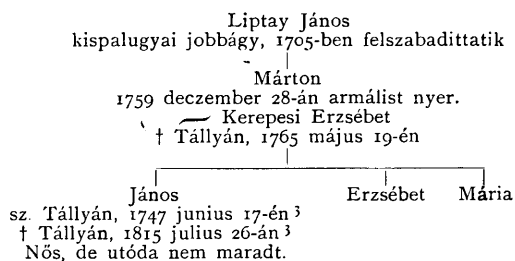 Liptay János
kispalugyai jobbágy, 1705-ben felszabadittatik
Márton
1759 deczember 28-án armálist nyer.
~ Kerepesi Erzsébet
† Tállyán, 1765 május 19-én
János Erzsébet Mária
sz. Tállyán, 1747 junius 17-én ³
† Tállyán, 1815 julius 26-án ³
Nős, de utóda nem maradt.